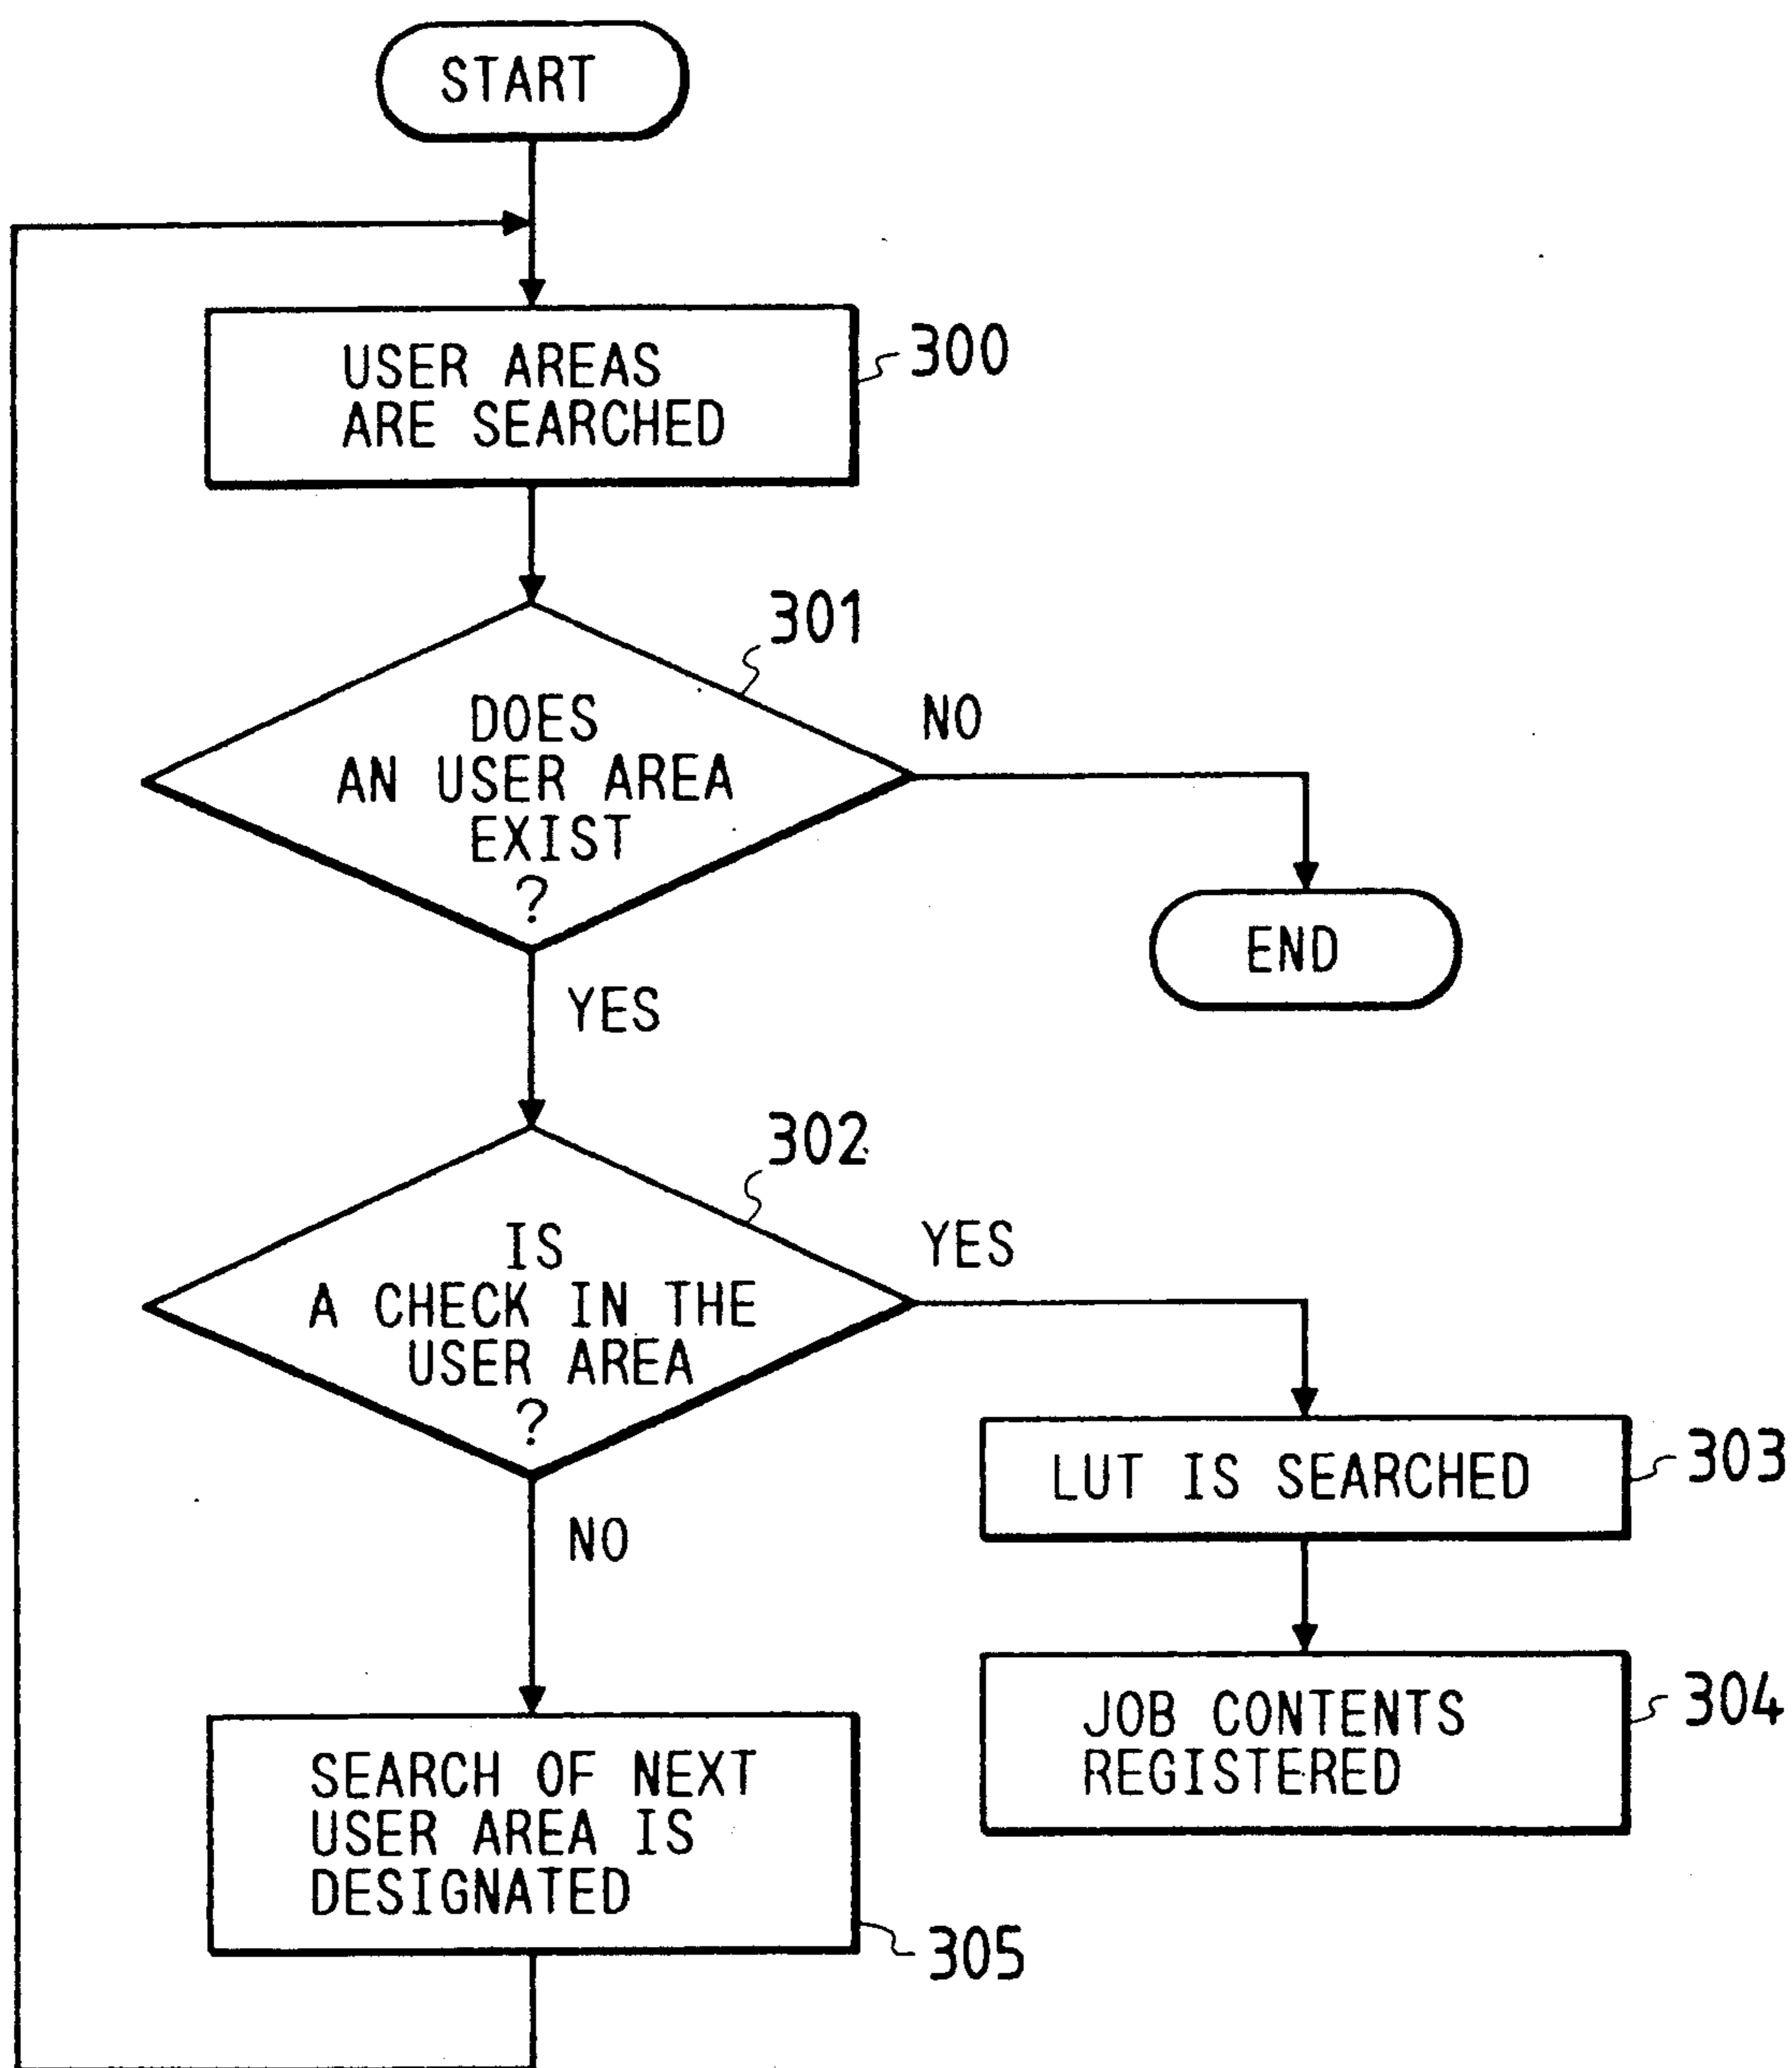 START
USER AREAS
ARE SEARCHED
300
301
DOES
AN USER AREA
EXIST
?
NO
END
YES
302
IS
A CHECK IN THE
USER AREA
?
YES
LUT IS SEARCHED
303
NO
JOB CONTENTS
REGISTERED
304
SEARCH OF NEXT
USER AREA IS
DESIGNATED
305